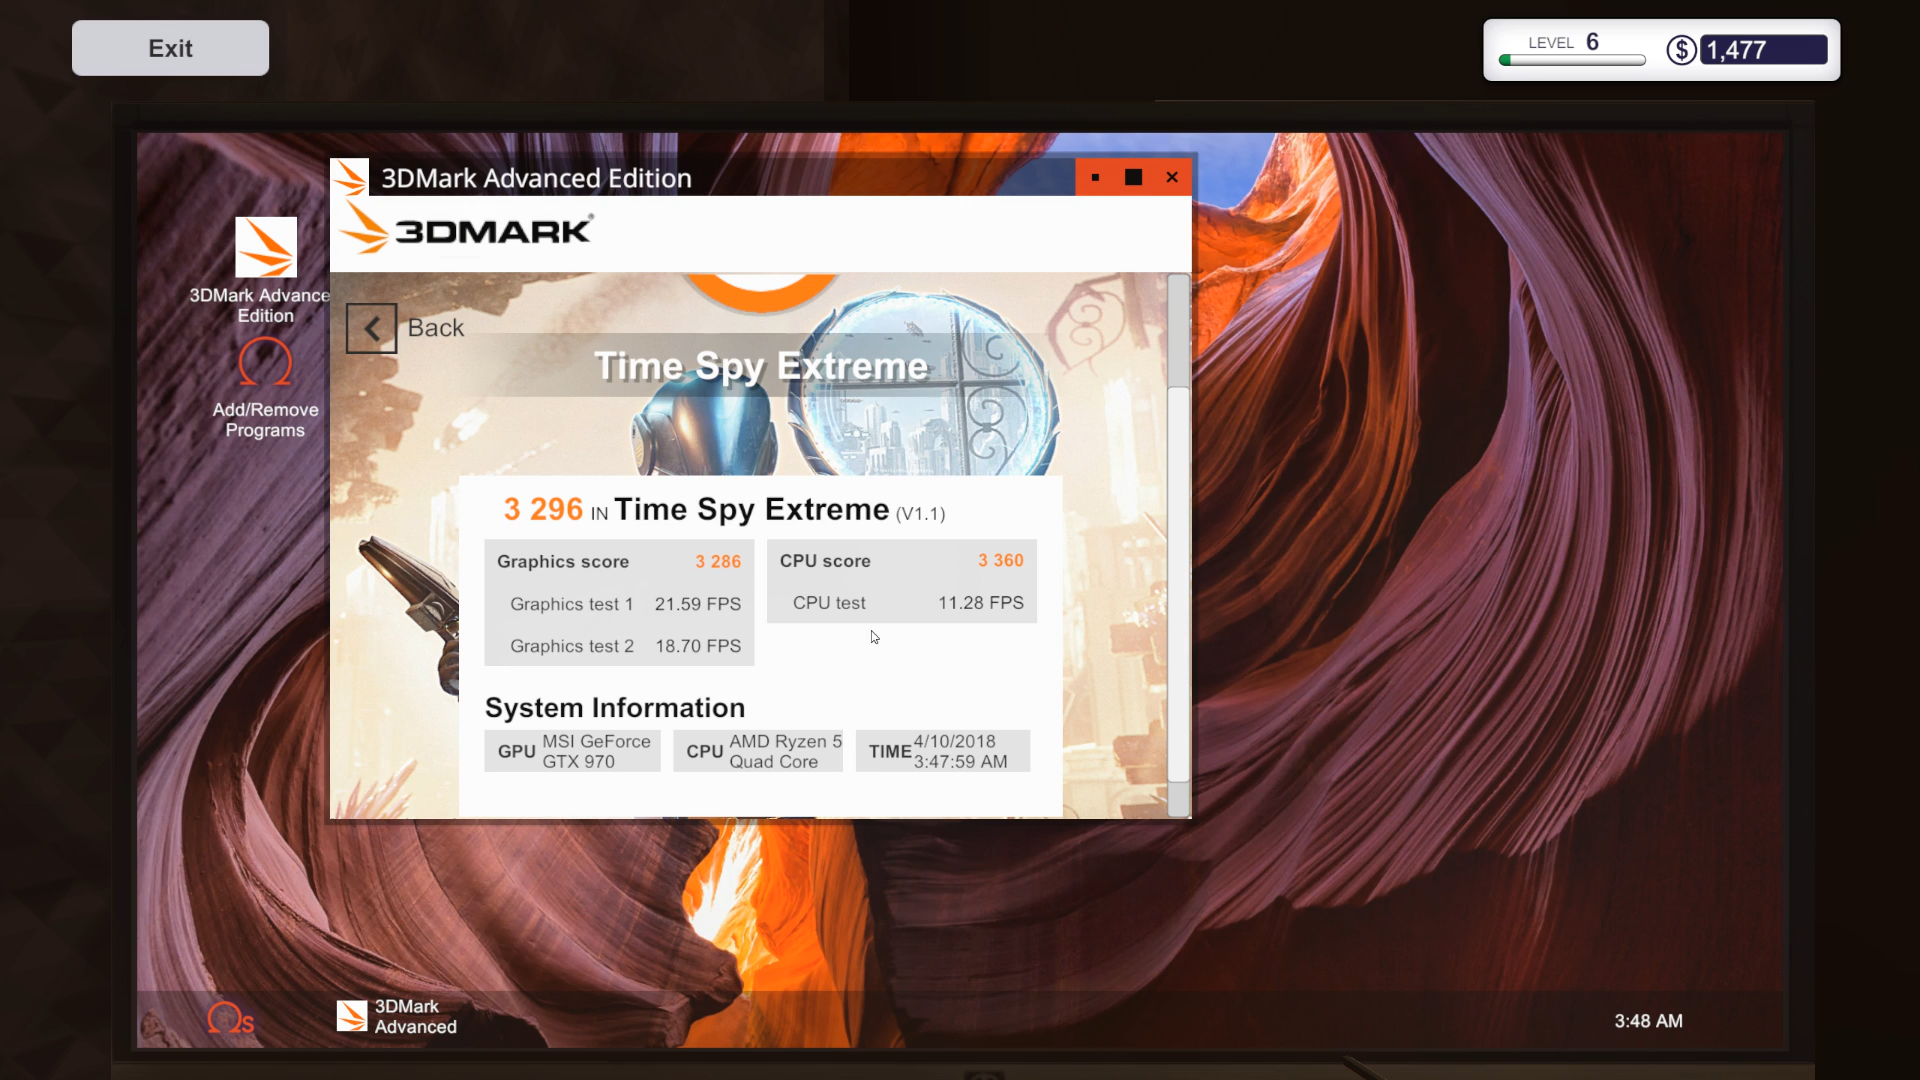 Exit
LEVEL 6
$ 1,477
3DMark Advanced Edition
3DMARK®
3DMark Advance
Edition
Back
Time Spy Extreme
Add/Remove
Programs
3 296 IN Time Spy Extreme (V1.1)
Graphics score 3 286
Graphics test 1 21.59 FPS
Graphics test 2 18.70 FPS
CPU score 3 360
CPU test 11.28 FPS
System Information
GPU MSI GeForce
GTX 970
CPU AMD Ryzen 5
Quad Core
TIME 4/10/2018
3:47:59 AM
Ωs
3DMark
Advanced
3:48 AM